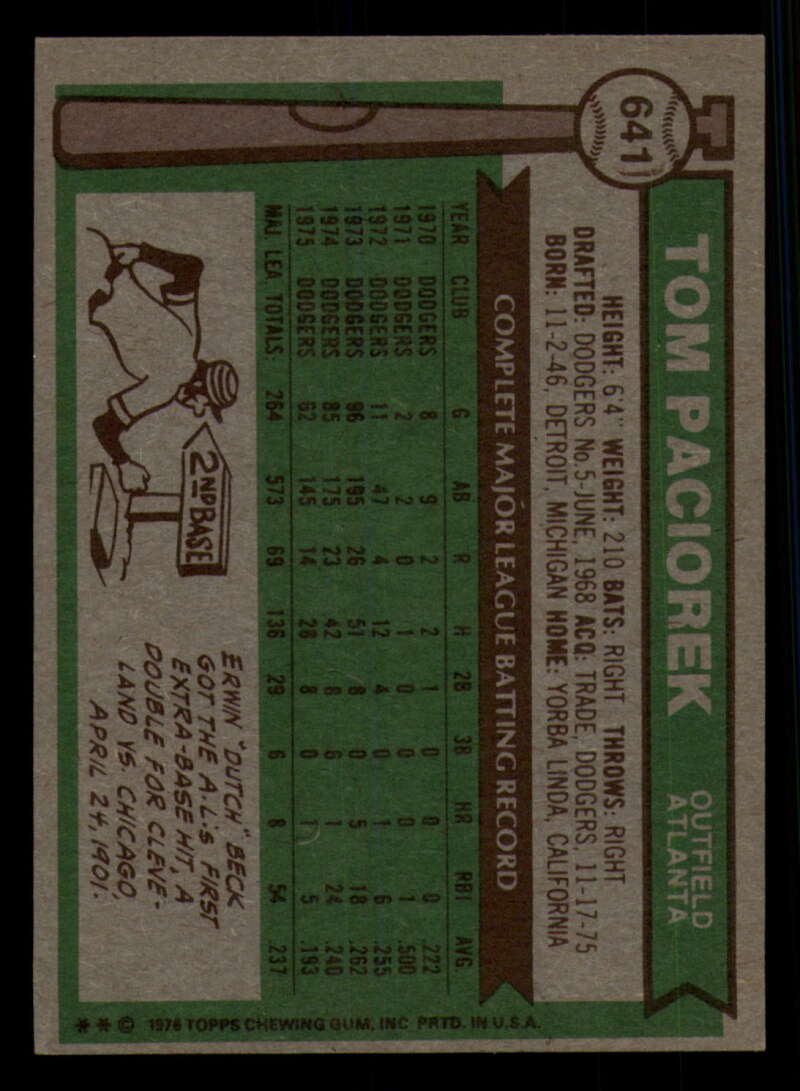 641
TOM PACIOREK
OUTFIELD
ATLANTA
HEIGHT: 6'4" WEIGHT: 210 BATS: RIGHT THROWS: RIGHT
DRAFTED: DODGERS No.5-JUNE, 1968 ACQ: TRADE, DODGERS, 11-17-75
BORN: 11-2-46, DETROIT, MICHIGAN HOME: YORBA LINDA, CALIFORNIA
COMPLETE MAJOR LEAGUE BATTING RECORD
YEAR CLUB G AB R H 2B 3B HR RBI AVG.
1970 DODGERS 8 9 2 2 1 0 0 0 .222
1971 DODGERS 2 2 0 1 0 0 0 1 .500
1972 DODGERS 11 47 4 12 4 0 1 6 .255
1973 DODGERS 96 195 26 51 8 0 5 18 .262
1974 DODGERS 85 175 23 42 8 6 1 24 .240
1975 DODGERS 62 145 14 28 8 0 1 5 .193
MAJ. LEA. TOTALS: 264 573 69 136 29 6 8 54 .237
2ND BASE
ERWIN "DUTCH" BECK
GOT THE A.L.'S FIRST
EXTRA-BASE HIT, A
DOUBLE FOR CLEVE-
LAND VS. CHICAGO,
APRIL 24, 1901.
* * © 1976 TOPPS CHEWING GUM, INC PRTD. IN U.S.A.